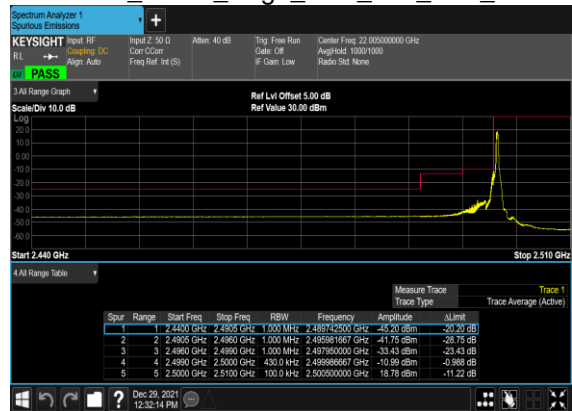 Spectrum Analyzer 1
Spurious Emissions
KEYSIGHT Input: RF Input Z: 50 Ω Atten: 40 dB Trig: Free Run Center Freq: 22.005000000 GHz
RL Coupling: DC Corr CCorr Gate: Off Avg|Hold: 1000/1000
Align: Auto Freq Ref: Int (S) IF Gain: Low Radio Std: None
PASS
3 All Range Graph
Ref Lvl Offset 5.00 dB
Scale/Div 10.0 dB Ref Value 30.00 dBm
Log
20.0
10.0
0.00
-10.0
-20.0
-30.0
-40.0
-50.0
-60.0
Start 2.440 GHz Stop 2.510 GHz
4 All Range Table
Measure Trace Trace 1
Trace Type Trace Average (Active)
Spur Range Start Freq Stop Freq RBW Frequency Amplitude ΔLimit
1 1 2.4400 GHz 2.4905 GHz 1.000 MHz 2.489742500 GHz -45.20 dBm -20.20 dB
2 2 2.4905 GHz 2.4960 GHz 1.000 MHz 2.495981667 GHz -41.75 dBm -28.75 dB
3 3 2.4960 GHz 2.4990 GHz 1.000 MHz 2.497950000 GHz -33.43 dBm -23.43 dB
4 4 2.4990 GHz 2.5000 GHz 430.0 kHz 2.499986667 GHz -10.99 dBm -0.988 dB
5 5 2.5000 GHz 2.5100 GHz 100.0 kHz 2.500500000 GHz 18.78 dBm -11.22 dB
Dec 29, 2021
12:32:14 PM